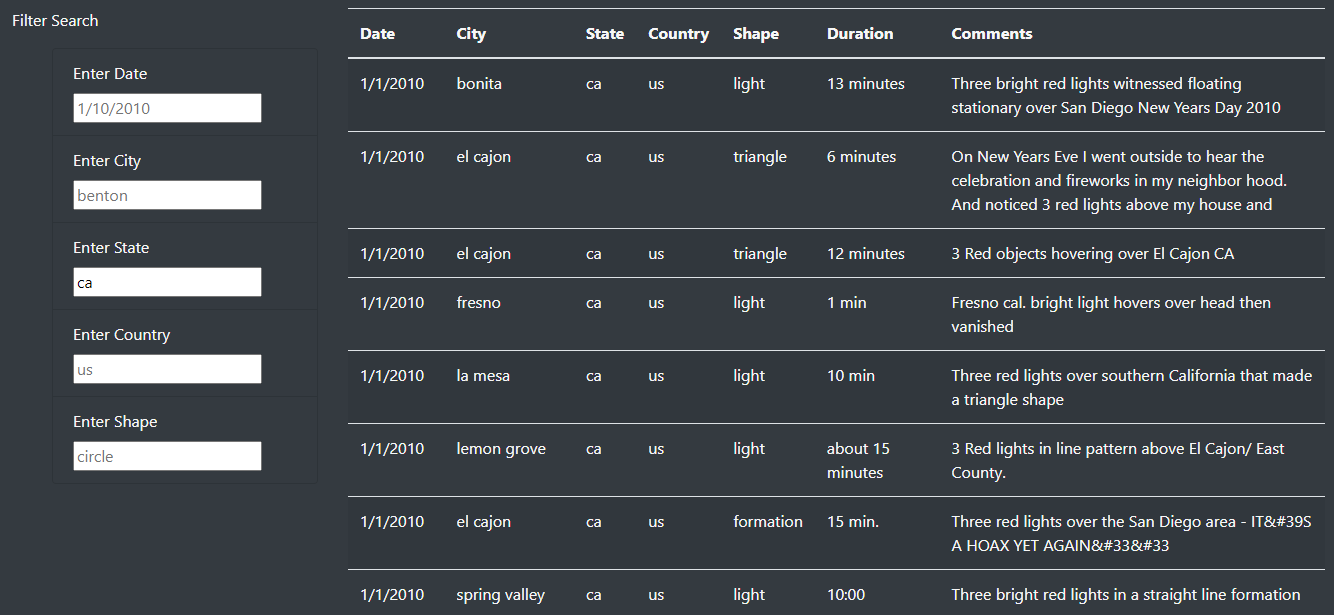 Filter Search
Enter Date
1/10/2010
Enter City
benton
Enter State
ca
Enter Country
us
Enter Shape
circle
Date City State Country Shape Duration Comments
1/1/2010 bonita ca us light 13 minutes Three bright red lights witnessed floating
stationary over San Diego New Years Day 2010
1/1/2010 el cajon ca us triangle 6 minutes On New Years Eve I went outside to hear the
celebration and fireworks in my neighbor hood.
And noticed 3 red lights above my house and
1/1/2010 el cajon ca us triangle 12 minutes 3 Red objects hovering over El Cajon CA
1/1/2010 fresno ca us light 1 min Fresno cal. bright light hovers over head then
vanished
1/1/2010 la mesa ca us light 10 min Three red lights over southern California that made
a triangle shape
1/1/2010 lemon grove ca us light about 15 3 Red lights in line pattern above El Cajon/ East
minutes County.
1/1/2010 el cajon ca us formation 15 min. Three red lights over the San Diego area - IT&#39S
A HOAX YET AGAIN&#33&#33
1/1/2010 spring valley ca us light 10:00 Three bright red lights in a straight line formation